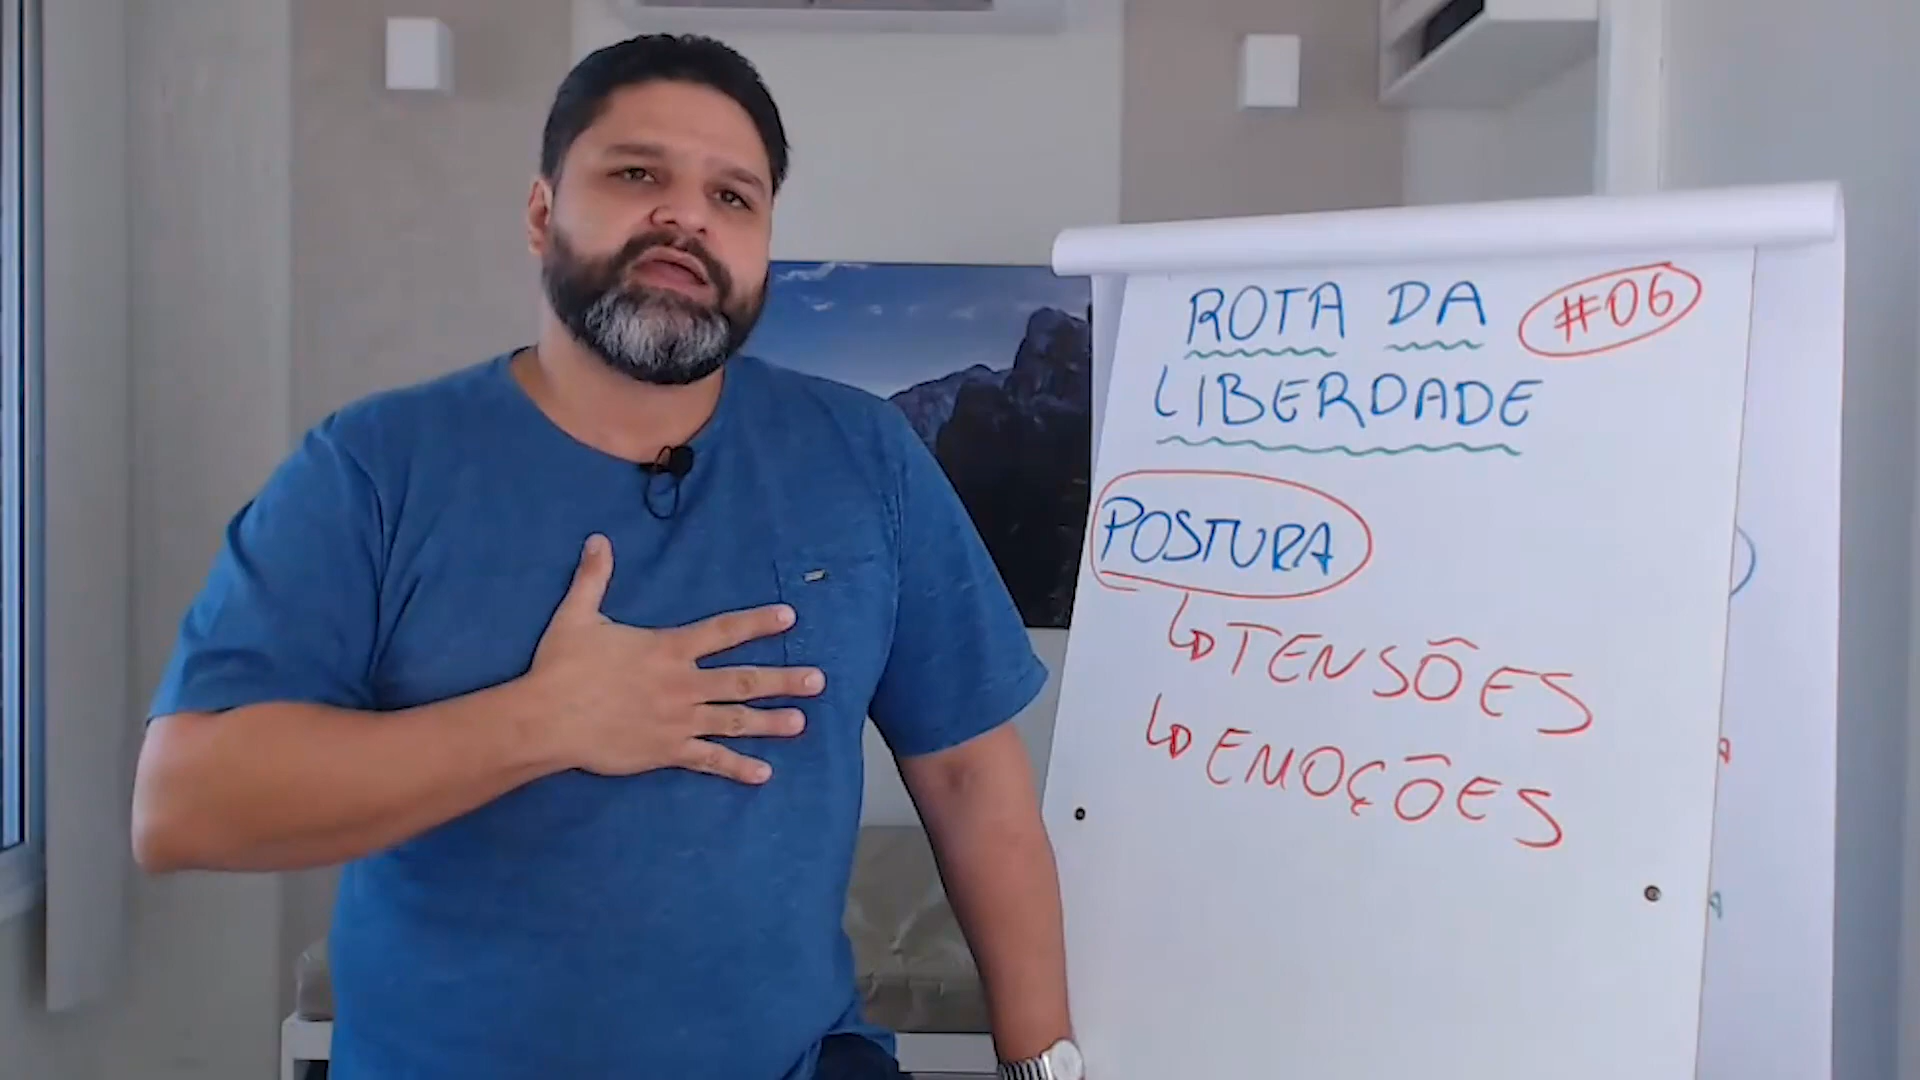 ROTA DA #06
LIBERDADE
POSTURA
TENSÕES
EMOÇÕES